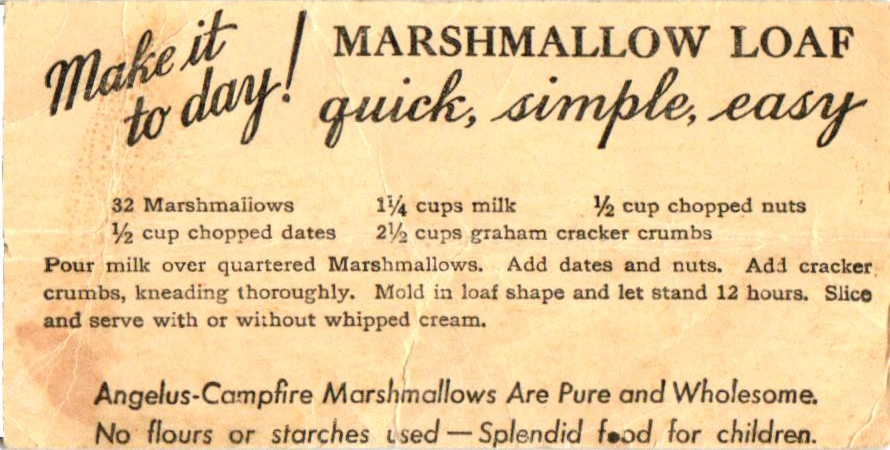 Make it to day!
MARSHMALLOW LOAF
quick, simple, easy
32 Marshmallows 1¼ cups milk ½ cup chopped nuts
½ cup chopped dates 2½ cups graham cracker crumbs
Pour milk over quartered Marshmallows. Add dates and nuts. Add cracker
crumbs, kneading thoroughly. Mold in loaf shape and let stand 12 hours. Slice
and serve with or without whipped cream.
Angelus-Campfire Marshmallows Are Pure and Wholesome.
No flours or starches used — Splendid food for children.